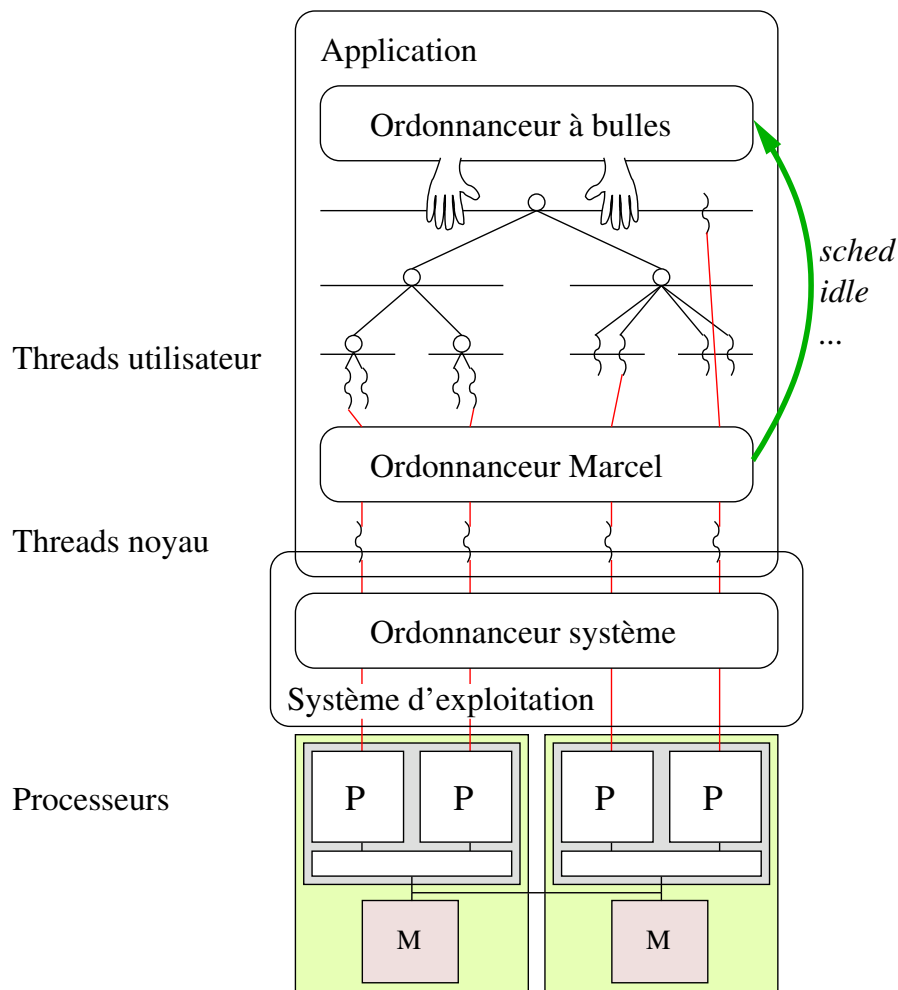 Application
Ordonnanceur à bulles
sched
idle
...
Threads utilisateur
Ordonnanceur Marcel
Threads noyau
Ordonnanceur système
Système d'exploitation
Processeurs
P P P P
M M